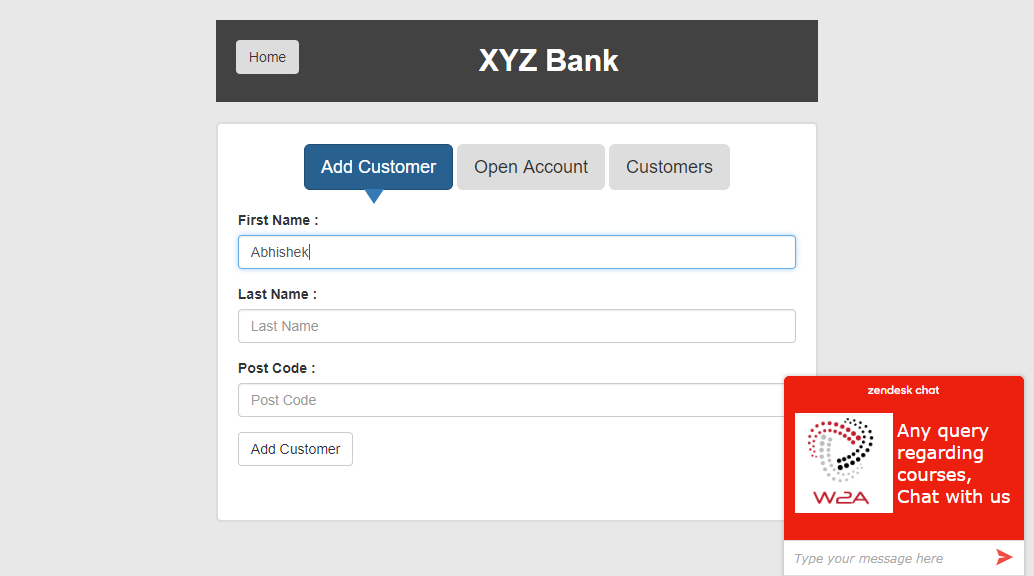 Home
XYZ Bank
Add Customer
Open Account
Customers
First Name :
Abhishek
Last Name :
Last Name
Post Code :
Post Code
Add Customer
zendesk chat
W2A
Any query
regarding
courses,
Chat with us
Type your message here